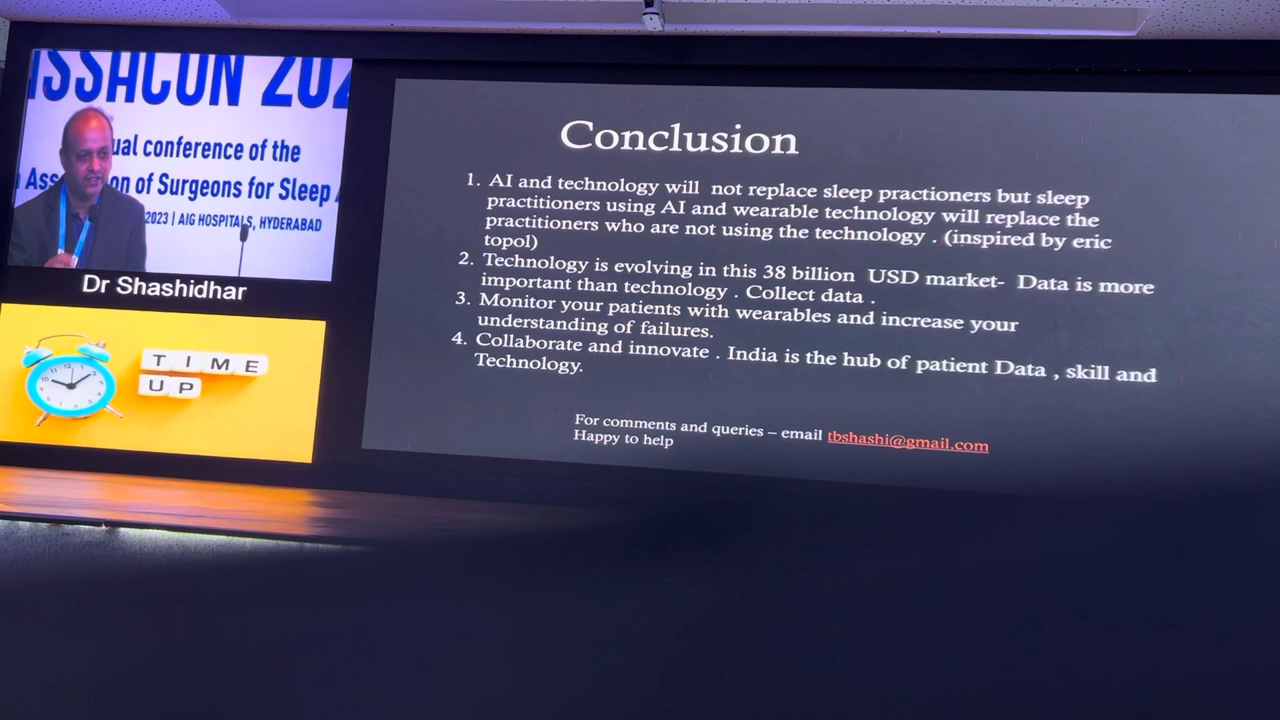 ISSACON 202
ual conference of the
Ass on of Surgeons for Sleep
2023 | AIG HOSPITALS, HYDERABAD
Dr Shashidhar
TIME
UP
Conclusion
1. AI and technology will not replace sleep practioners but sleep
practitioners using AI and wearable technology will replace the
practitioners who are not using the technology . (inspired by eric
topol)
2. Technology is evolving in this 38 billion USD market- Data is more
important than technology . Collect data .
3. Monitor your patients with wearables and increase your
understanding of failures.
4. Collaborate and innovate . India is the hub of patient Data , skill and
Technology.
For comments and queries – email tbshashi@gmail.com
Happy to help